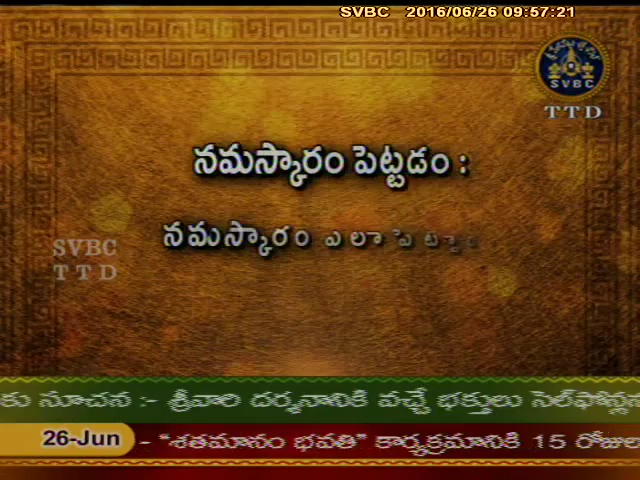 SVBC 2016/06/26 09:57:21
SVBC
TTD
నమస్కారం పెట్టడం :
నమస్కారం ఎలా పె
SVBC
TTD
కు సూచన :- శ్రీవారి దర్శనానికి వచ్చే భక్తులు సెల్‌ఫోన్ల
26-Jun - "శతమానం భవతి" కార్యక్రమానికి 15 రోజుల